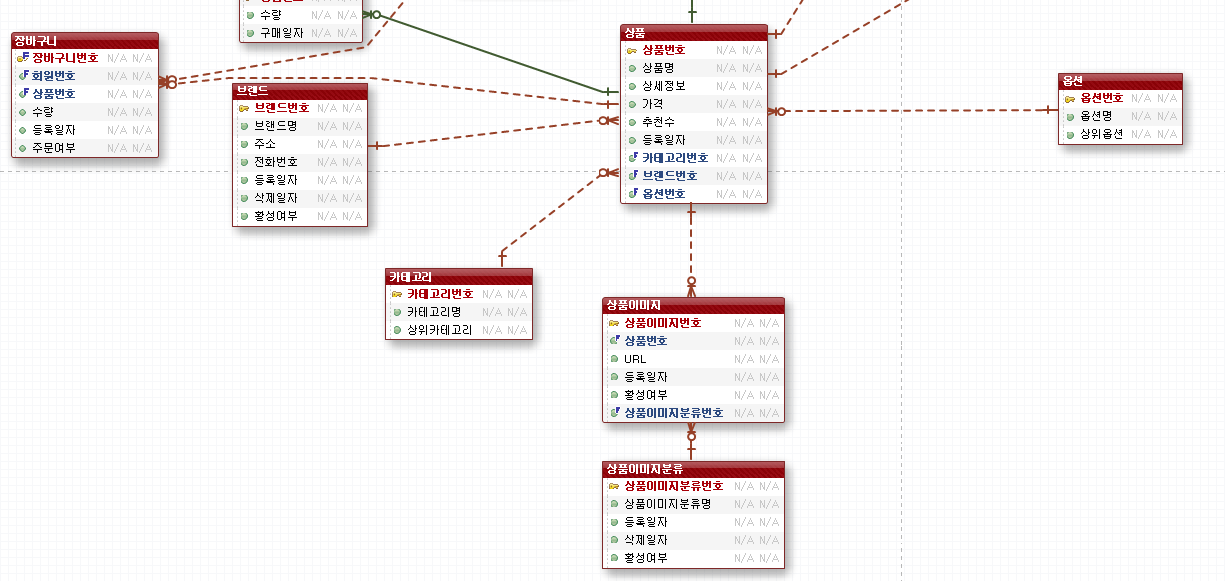 수량 N/A N/A
구매일자 N/A N/A
장바구니
장바구니번호 N/A N/A
회원번호 N/A N/A
상품번호 N/A N/A
수량 N/A N/A
등록일자 N/A N/A
주문여부 N/A N/A
브랜드
브랜드번호 N/A N/A
브랜드명 N/A N/A
주소 N/A N/A
전화번호 N/A N/A
등록일자 N/A N/A
삭제일자 N/A N/A
황성여부 N/A N/A
상품
상품번호 N/A N/A
상품명 N/A N/A
상세정보 N/A N/A
가격 N/A N/A
추천수 N/A N/A
등록일자 N/A N/A
카테고리번호 N/A N/A
브랜드번호 N/A N/A
옵션번호 N/A N/A
옵션
옵션번호 N/A N/A
옵션명 N/A N/A
상위옵션 N/A N/A
카테고리
카테고리번호 N/A N/A
카테고리명 N/A N/A
상위카테고리 N/A N/A
상품이미지
상품이미지번호 N/A N/A
상품번호 N/A N/A
URL N/A N/A
등록일자 N/A N/A
황성여부 N/A N/A
상품이미지분류번호 N/A N/A
상품이미지분류
상품이미지분류번호 N/A N/A
상품이미지분류명 N/A N/A
등록일자 N/A N/A
삭제일자 N/A N/A
황성여부 N/A N/A